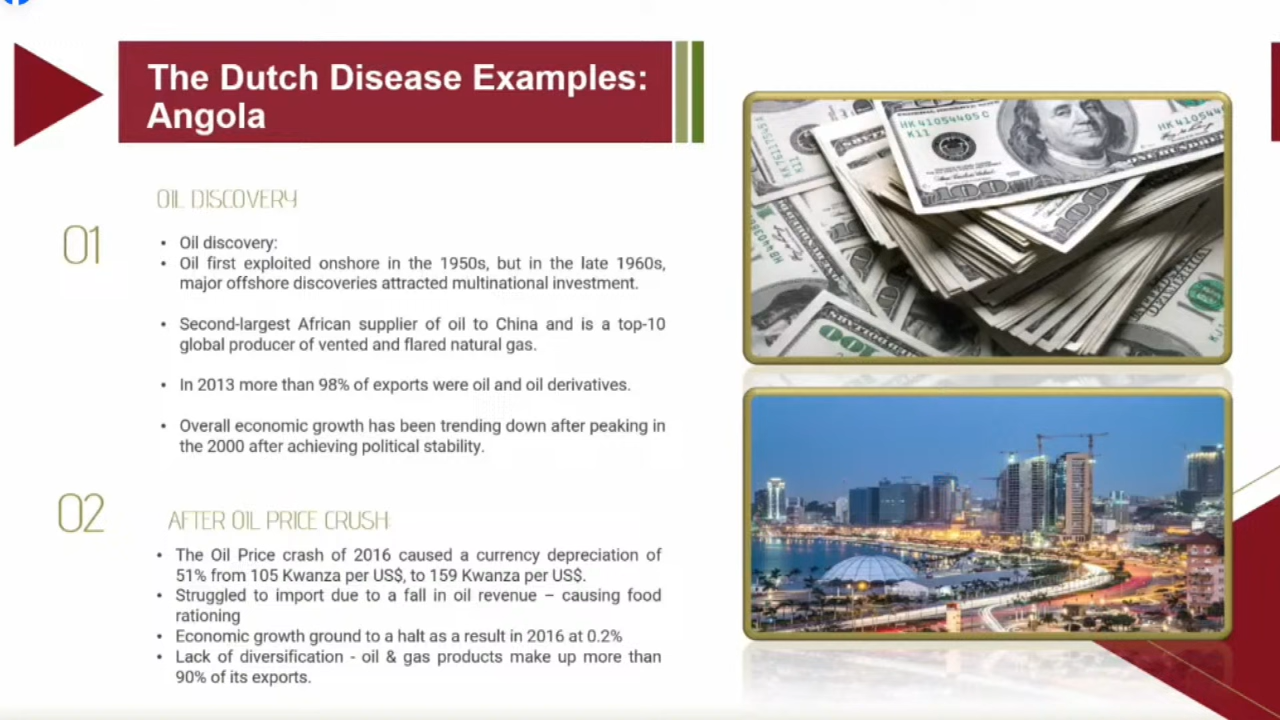 The Dutch Disease Examples:
Angola
OIL DISCOVERY
01
• Oil discovery:
• Oil first exploited onshore in the 1950s, but in the late 1960s,
major offshore discoveries attracted multinational investment.
• Second-largest African supplier of oil to China and is a top-10
global producer of vented and flared natural gas.
• In 2013 more than 98% of exports were oil and oil derivatives.
• Overall economic growth has been trending down after peaking in
the 2000 after achieving political stability.
02
AFTER OIL PRICE CRUSH:
• The Oil Price crash of 2016 caused a currency depreciation of
51% from 105 Kwanza per US$, to 159 Kwanza per US$.
• Struggled to import due to a fall in oil revenue – causing food
rationing
• Economic growth ground to a halt as a result in 2016 at 0.2%
• Lack of diversification - oil & gas products make up more than
90% of its exports.
HK41054405C
K11
100
100